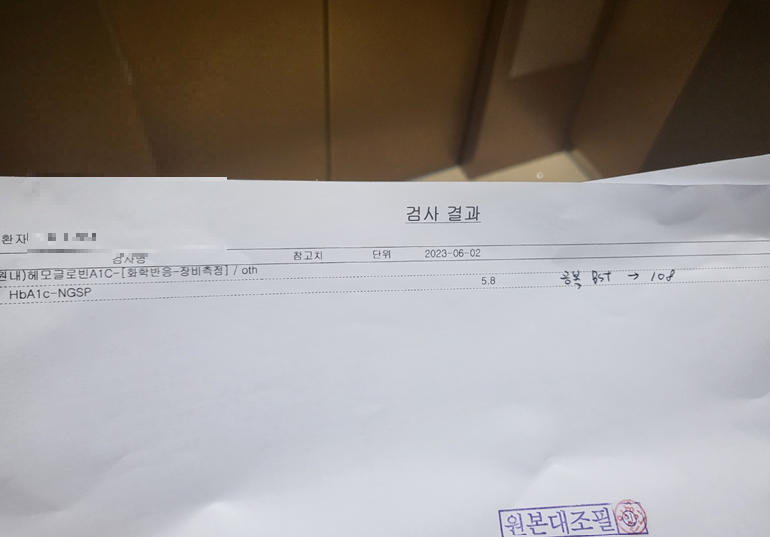 검사 결과
환자
검사명 참고지 단위 2023-06-02
원내)헤모글로빈A1C-[화학반응-장비측정] / oth
HbA1c-NGSP 5.8 공복 BST → 108
원본대조필